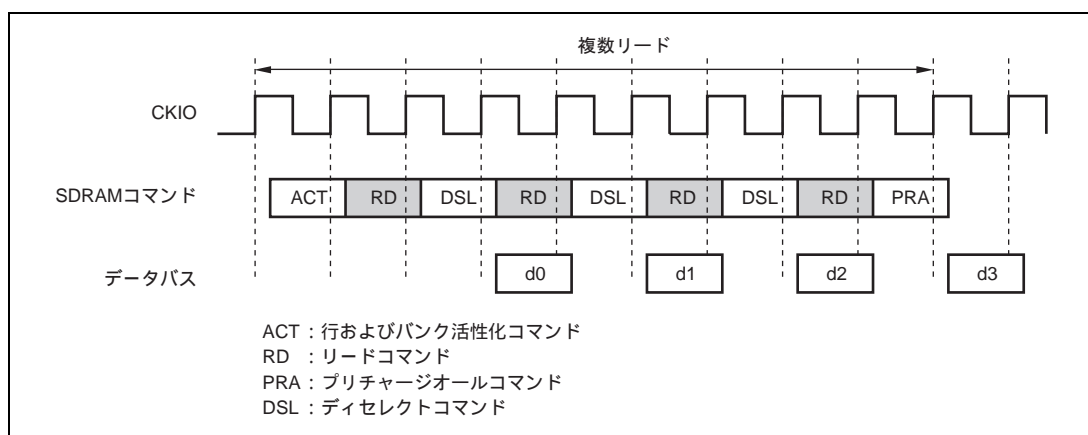 複数リード
CKIO
SDRAMコマンド ACT RD DSL RD DSL RD DSL RD PRA
データバス d0 d1 d2 d3
ACT：行およびバンク活性化コマンド
RD ：リードコマンド
PRA：プリチャージオールコマンド
DSL：ディセレクトコマンド